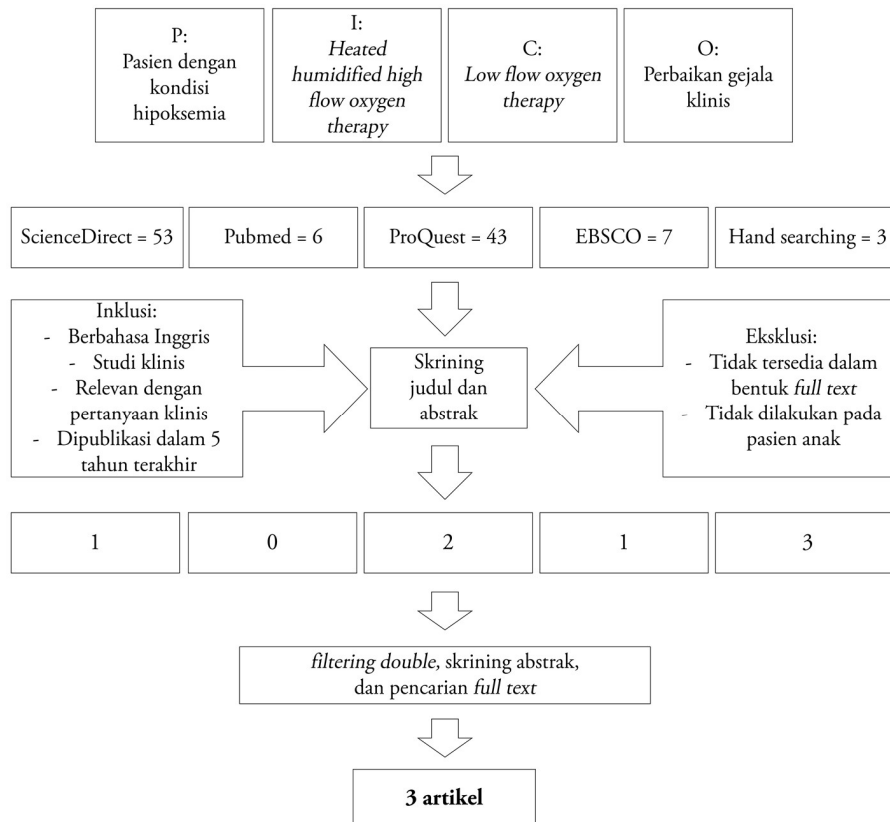 P:
Pasien dengan
kondisi
hipoksemia
I:
Heated
humidified high
flow oxygen
therapy
C:
Low flow oxygen
therapy
O:
Perbaikan gejala
klinis
ScienceDirect = 53
Pubmed = 6
ProQuest = 43
EBSCO = 7
Hand searching = 3
Inklusi:
- Berbahasa Inggris
- Studi klinis
- Relevan dengan
pertanyaan klinis
- Dipublikasi dalam 5
tahun terakhir
Skrining
judul dan
abstrak
Eksklusi:
- Tidak tersedia dalam
bentuk full text
- Tidak dilakukan pada
pasien anak
1
0
2
1
3
filtering double, skrining abstrak,
dan pencarian full text
3 artikel